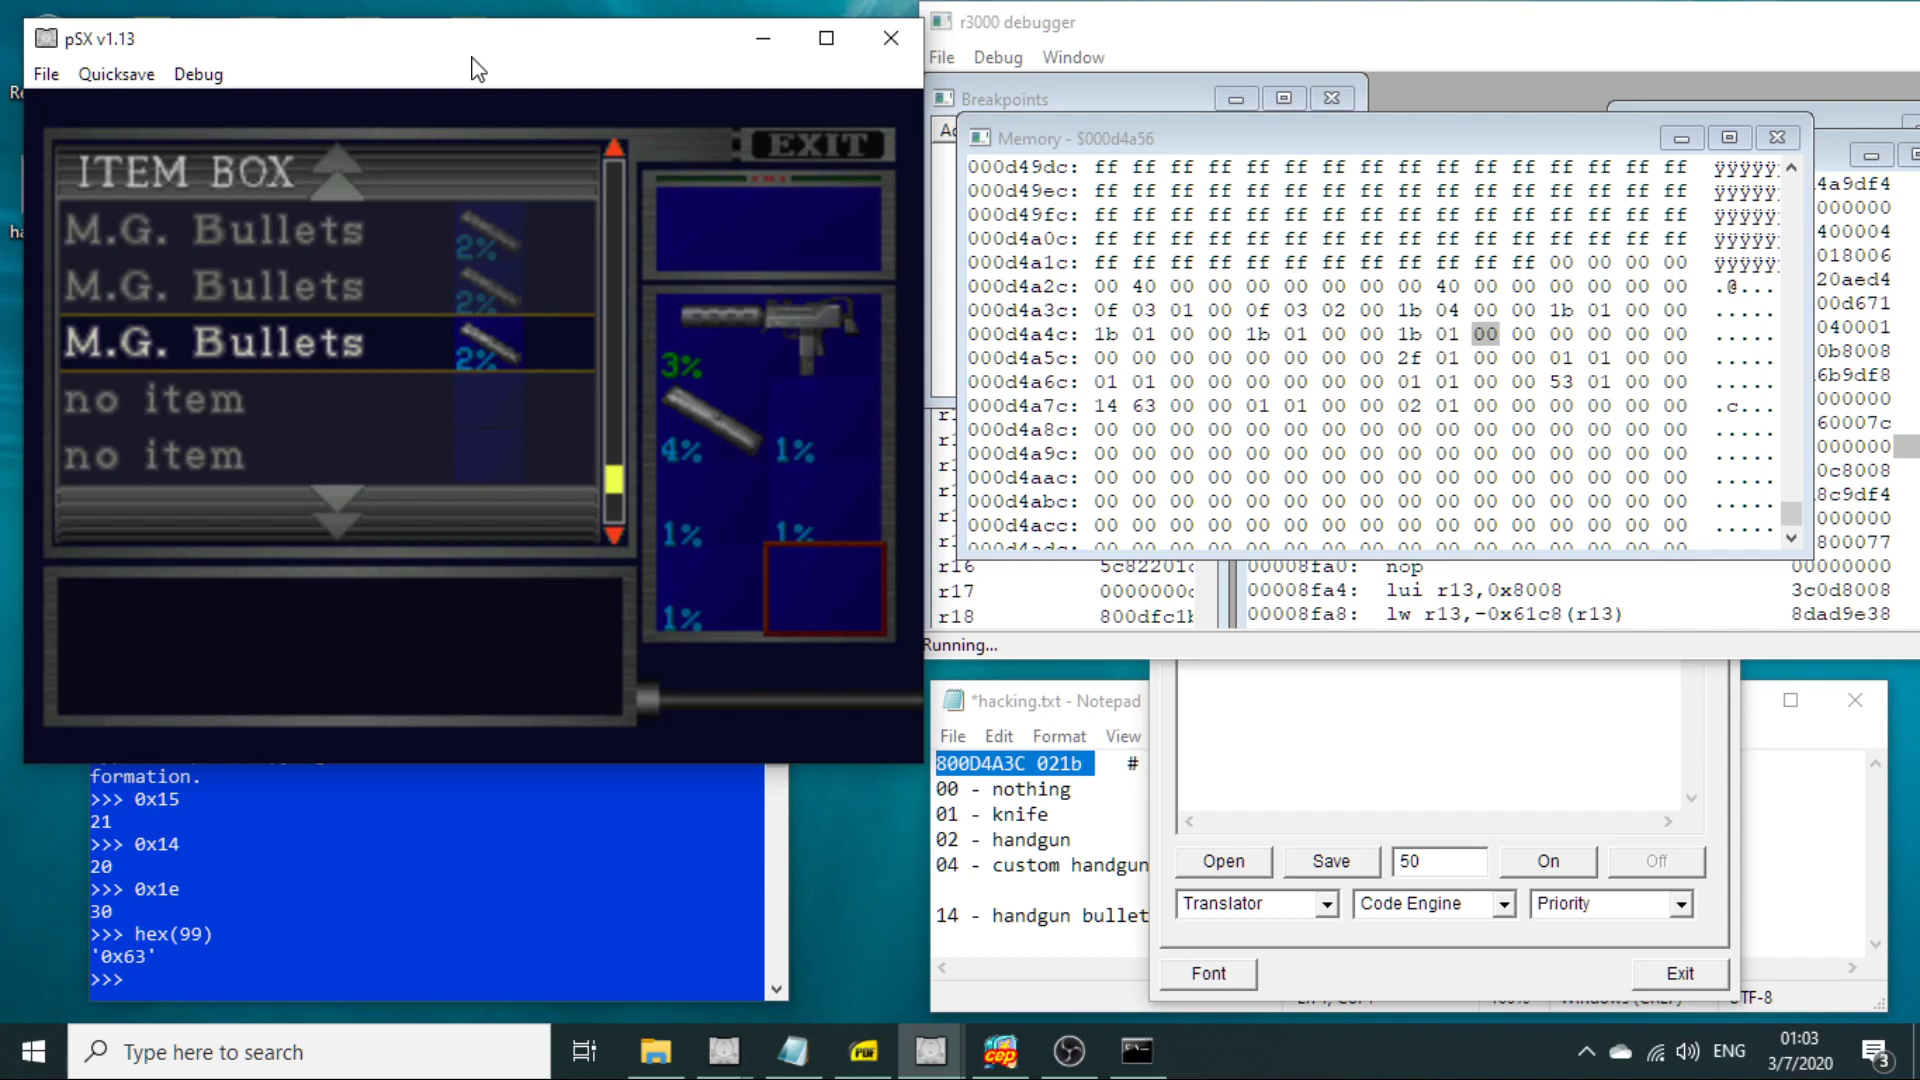 pSX v1.13
File Quicksave Debug
EXIT
ITEM BOX
M.G. Bullets 2%
M.G. Bullets 2%
M.G. Bullets 2%
no item
no item
3%
4% 1%
1% 1%
1%
r3000 debugger
File Debug Window
Breakpoints
Memory - $000d4a56
000d49dc: ff ff ff ff ff ff ff ff ff ff ff ff ff ff ff ff ÿÿÿÿÿ
000d49ec: ff ff ff ff ff ff ff ff ff ff ff ff ff ff ff ff ÿÿÿÿÿ
000d49fc: ff ff ff ff ff ff ff ff ff ff ff ff ff ff ff ff ÿÿÿÿÿ
000d4a0c: ff ff ff ff ff ff ff ff ff ff ff ff ff ff ff ff ÿÿÿÿÿ
000d4a1c: ff ff ff ff ff ff ff ff ff ff ff ff 00 00 00 00 ÿÿÿÿÿ
000d4a2c: 00 40 00 00 00 00 00 00 00 40 00 00 00 00 00 00 .@...
000d4a3c: 0f 03 01 00 0f 03 02 00 1b 04 00 00 1b 01 00 00 .....
000d4a4c: 1b 01 00 00 1b 01 00 00 1b 01 00 00 00 00 00 00 .....
000d4a5c: 00 00 00 00 00 00 00 00 2f 01 00 00 01 01 00 00 .....
000d4a6c: 01 01 00 00 00 00 00 00 01 01 00 00 53 01 00 00 .....
000d4a7c: 14 63 00 00 01 01 00 00 02 01 00 00 00 00 00 00 .c...
000d4a8c: 00 00 00 00 00 00 00 00 00 00 00 00 00 00 00 00 .....
000d4a9c: 00 00 00 00 00 00 00 00 00 00 00 00 00 00 00 00 .....
000d4aac: 00 00 00 00 00 00 00 00 00 00 00 00 00 00 00 00 .....
000d4abc: 00 00 00 00 00 00 00 00 00 00 00 00 00 00 00 00 .....
000d4acc: 00 00 00 00 00 00 00 00 00 00 00 00 00 00 00 00 .....
4a9df4
000000
400004
018006
20aed4
00d671
040001
0b8008
6b9df8
000000
60007c
000000
0c8008
8c9df4
000000
800077
r16 5c82201
r17 0000000
r18 800dfc1
00008fa0: nop 00000000
00008fa4: lui r13,0x8008 3c0d8008
00008fa8: lw r13,-0x61c8(r13) 8dad9e38
Running...
formation.
>>> 0x15
21
>>> 0x14
20
>>> 0x1e
30
>>> hex(99)
'0x63'
>>>
*hacking.txt - Notepad
File Edit Format View
800D4A3C 021b #
00 - nothing
01 - knife
02 - handgun
04 - custom handgun
14 - handgun bullet
Open Save 50 On Off
Translator Code Engine Priority
Font Exit
Type here to search
PDF
cep
ENG
01:03
3/7/2020
3